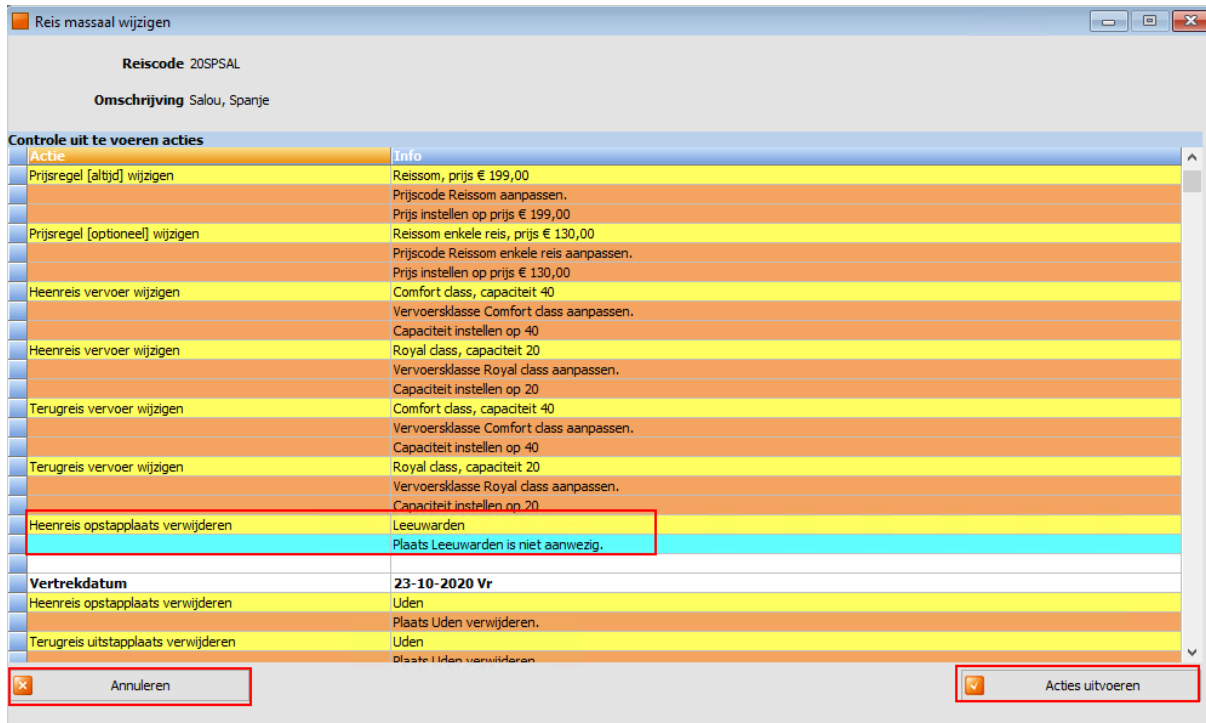 Reis massaal wijzigen
Reiscode 20SPSAL
Omschrijving Salou, Spanje
Controle uit te voeren acties
Actie Info
Prijsregel [altijd] wijzigen Reissom, prijs € 199,00
Prijscode Reissom aanpassen.
Prijs instellen op prijs € 199,00
Prijsregel [optioneel] wijzigen Reissom enkele reis, prijs € 130,00
Prijscode Reissom enkele reis aanpassen.
Prijs instellen op prijs € 130,00
Heenreis vervoer wijzigen Comfort class, capaciteit 40
Vervoersklasse Comfort class aanpassen.
Capaciteit instellen op 40
Heenreis vervoer wijzigen Royal class, capaciteit 20
Vervoersklasse Royal class aanpassen.
Capaciteit instellen op 20
Terugreis vervoer wijzigen Comfort class, capaciteit 40
Vervoersklasse Comfort class aanpassen.
Capaciteit instellen op 40
Terugreis vervoer wijzigen Royal class, capaciteit 20
Vervoersklasse Royal class aanpassen.
Capaciteit instellen op 20
Heenreis opstapplaats verwijderen Leeuwarden
Plaats Leeuwarden is niet aanwezig.
Vertrekdatum 23-10-2020 Vr
Heenreis opstapplaats verwijderen Uden
Plaats Uden verwijderen.
Terugreis uitstapplaats verwijderen Uden
Plaats Uden verwijderen
Annuleren Acties uitvoeren